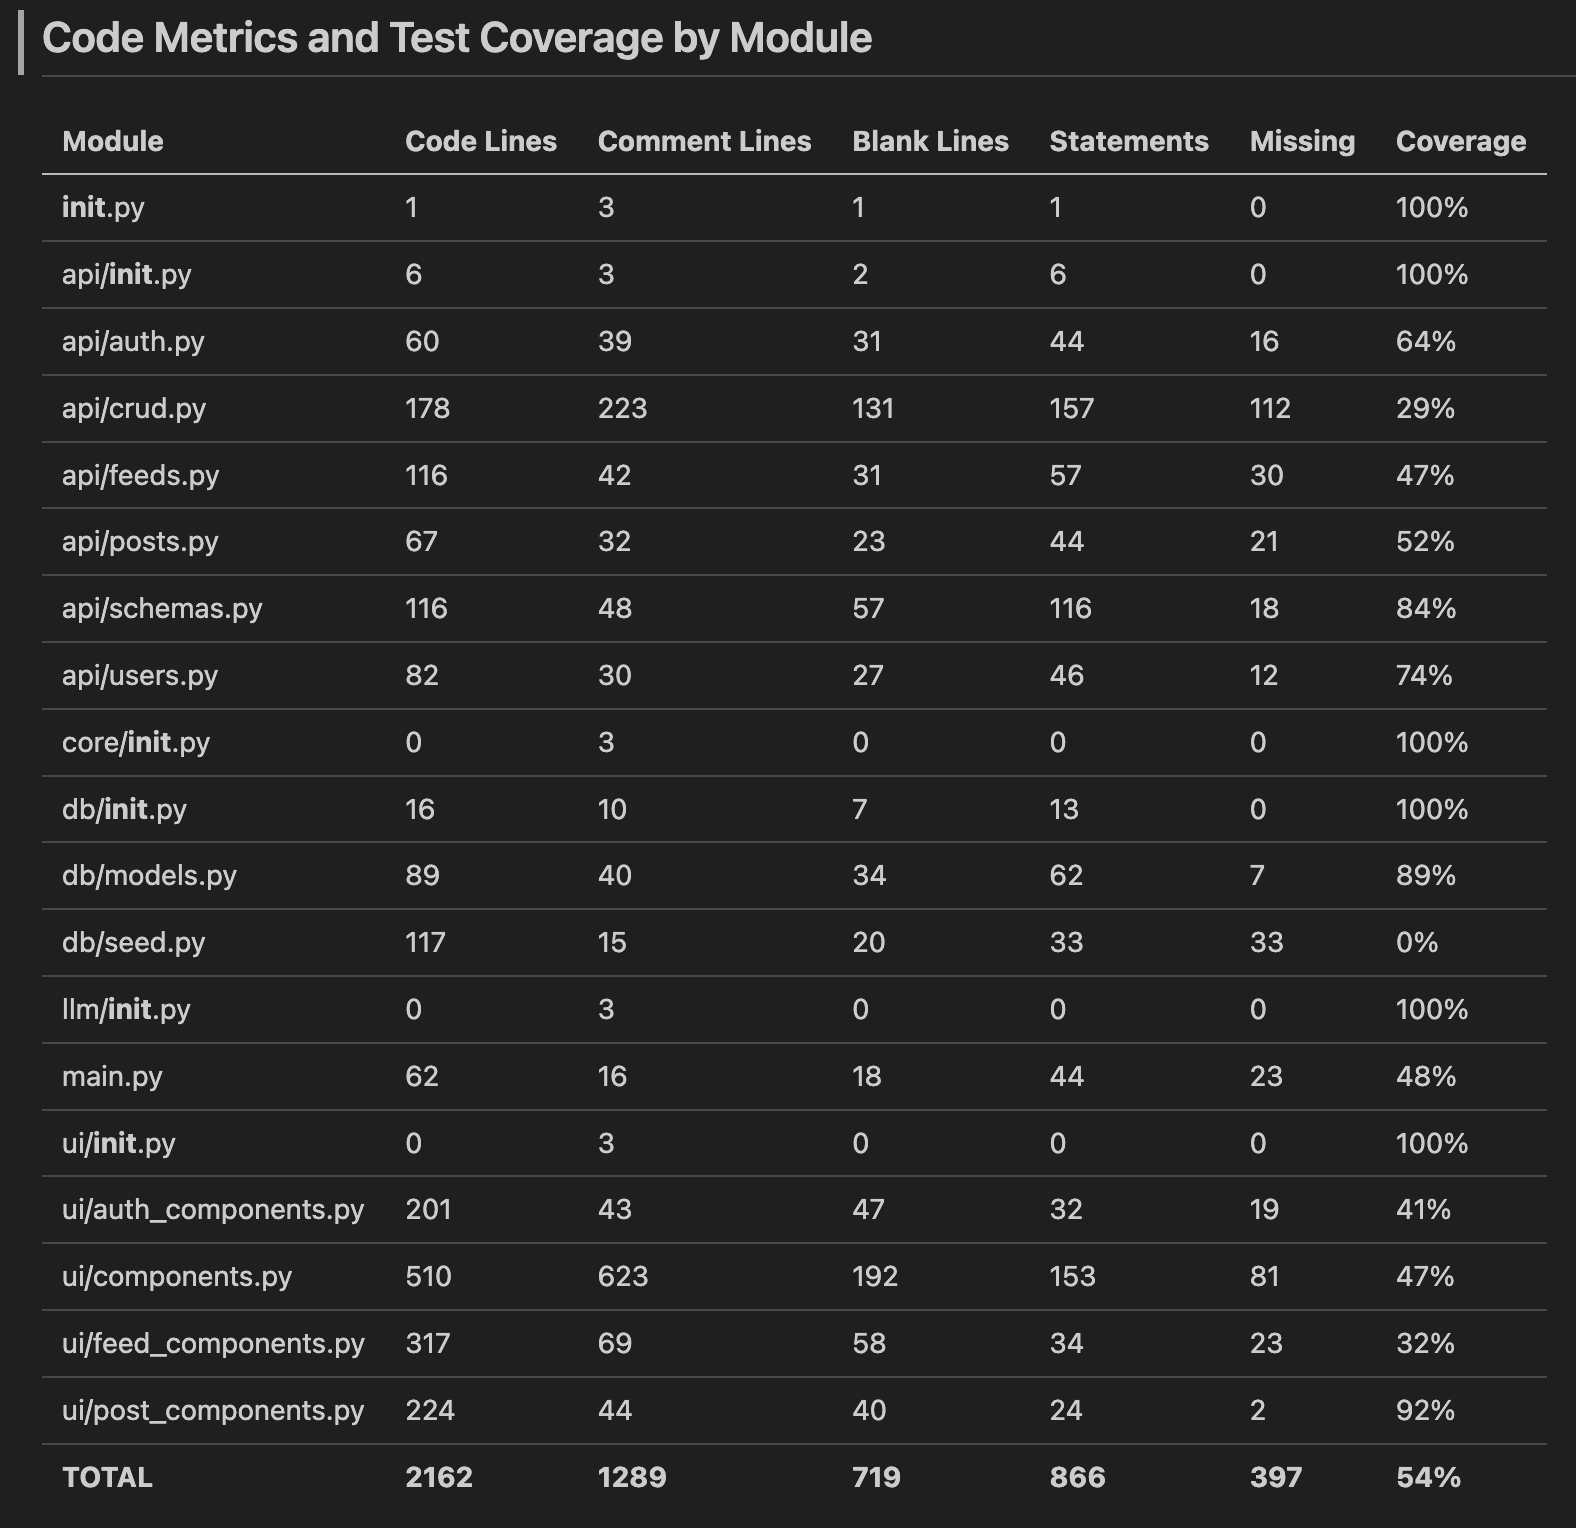 Code Metrics and Test Coverage by Module
Module Code Lines Comment Lines Blank Lines Statements Missing Coverage
init.py 1 3 1 1 0 100%
api/init.py 6 3 2 6 0 100%
api/auth.py 60 39 31 44 16 64%
api/crud.py 178 223 131 157 112 29%
api/feeds.py 116 42 31 57 30 47%
api/posts.py 67 32 23 44 21 52%
api/schemas.py 116 48 57 116 18 84%
api/users.py 82 30 27 46 12 74%
core/init.py 0 3 0 0 0 100%
db/init.py 16 10 7 13 0 100%
db/models.py 89 40 34 62 7 89%
db/seed.py 117 15 20 33 33 0%
llm/init.py 0 3 0 0 0 100%
main.py 62 16 18 44 23 48%
ui/init.py 0 3 0 0 0 100%
ui/auth_components.py 201 43 47 32 19 41%
ui/components.py 510 623 192 153 81 47%
ui/feed_components.py 317 69 58 34 23 32%
ui/post_components.py 224 44 40 24 2 92%
TOTAL 2162 1289 719 866 397 54%